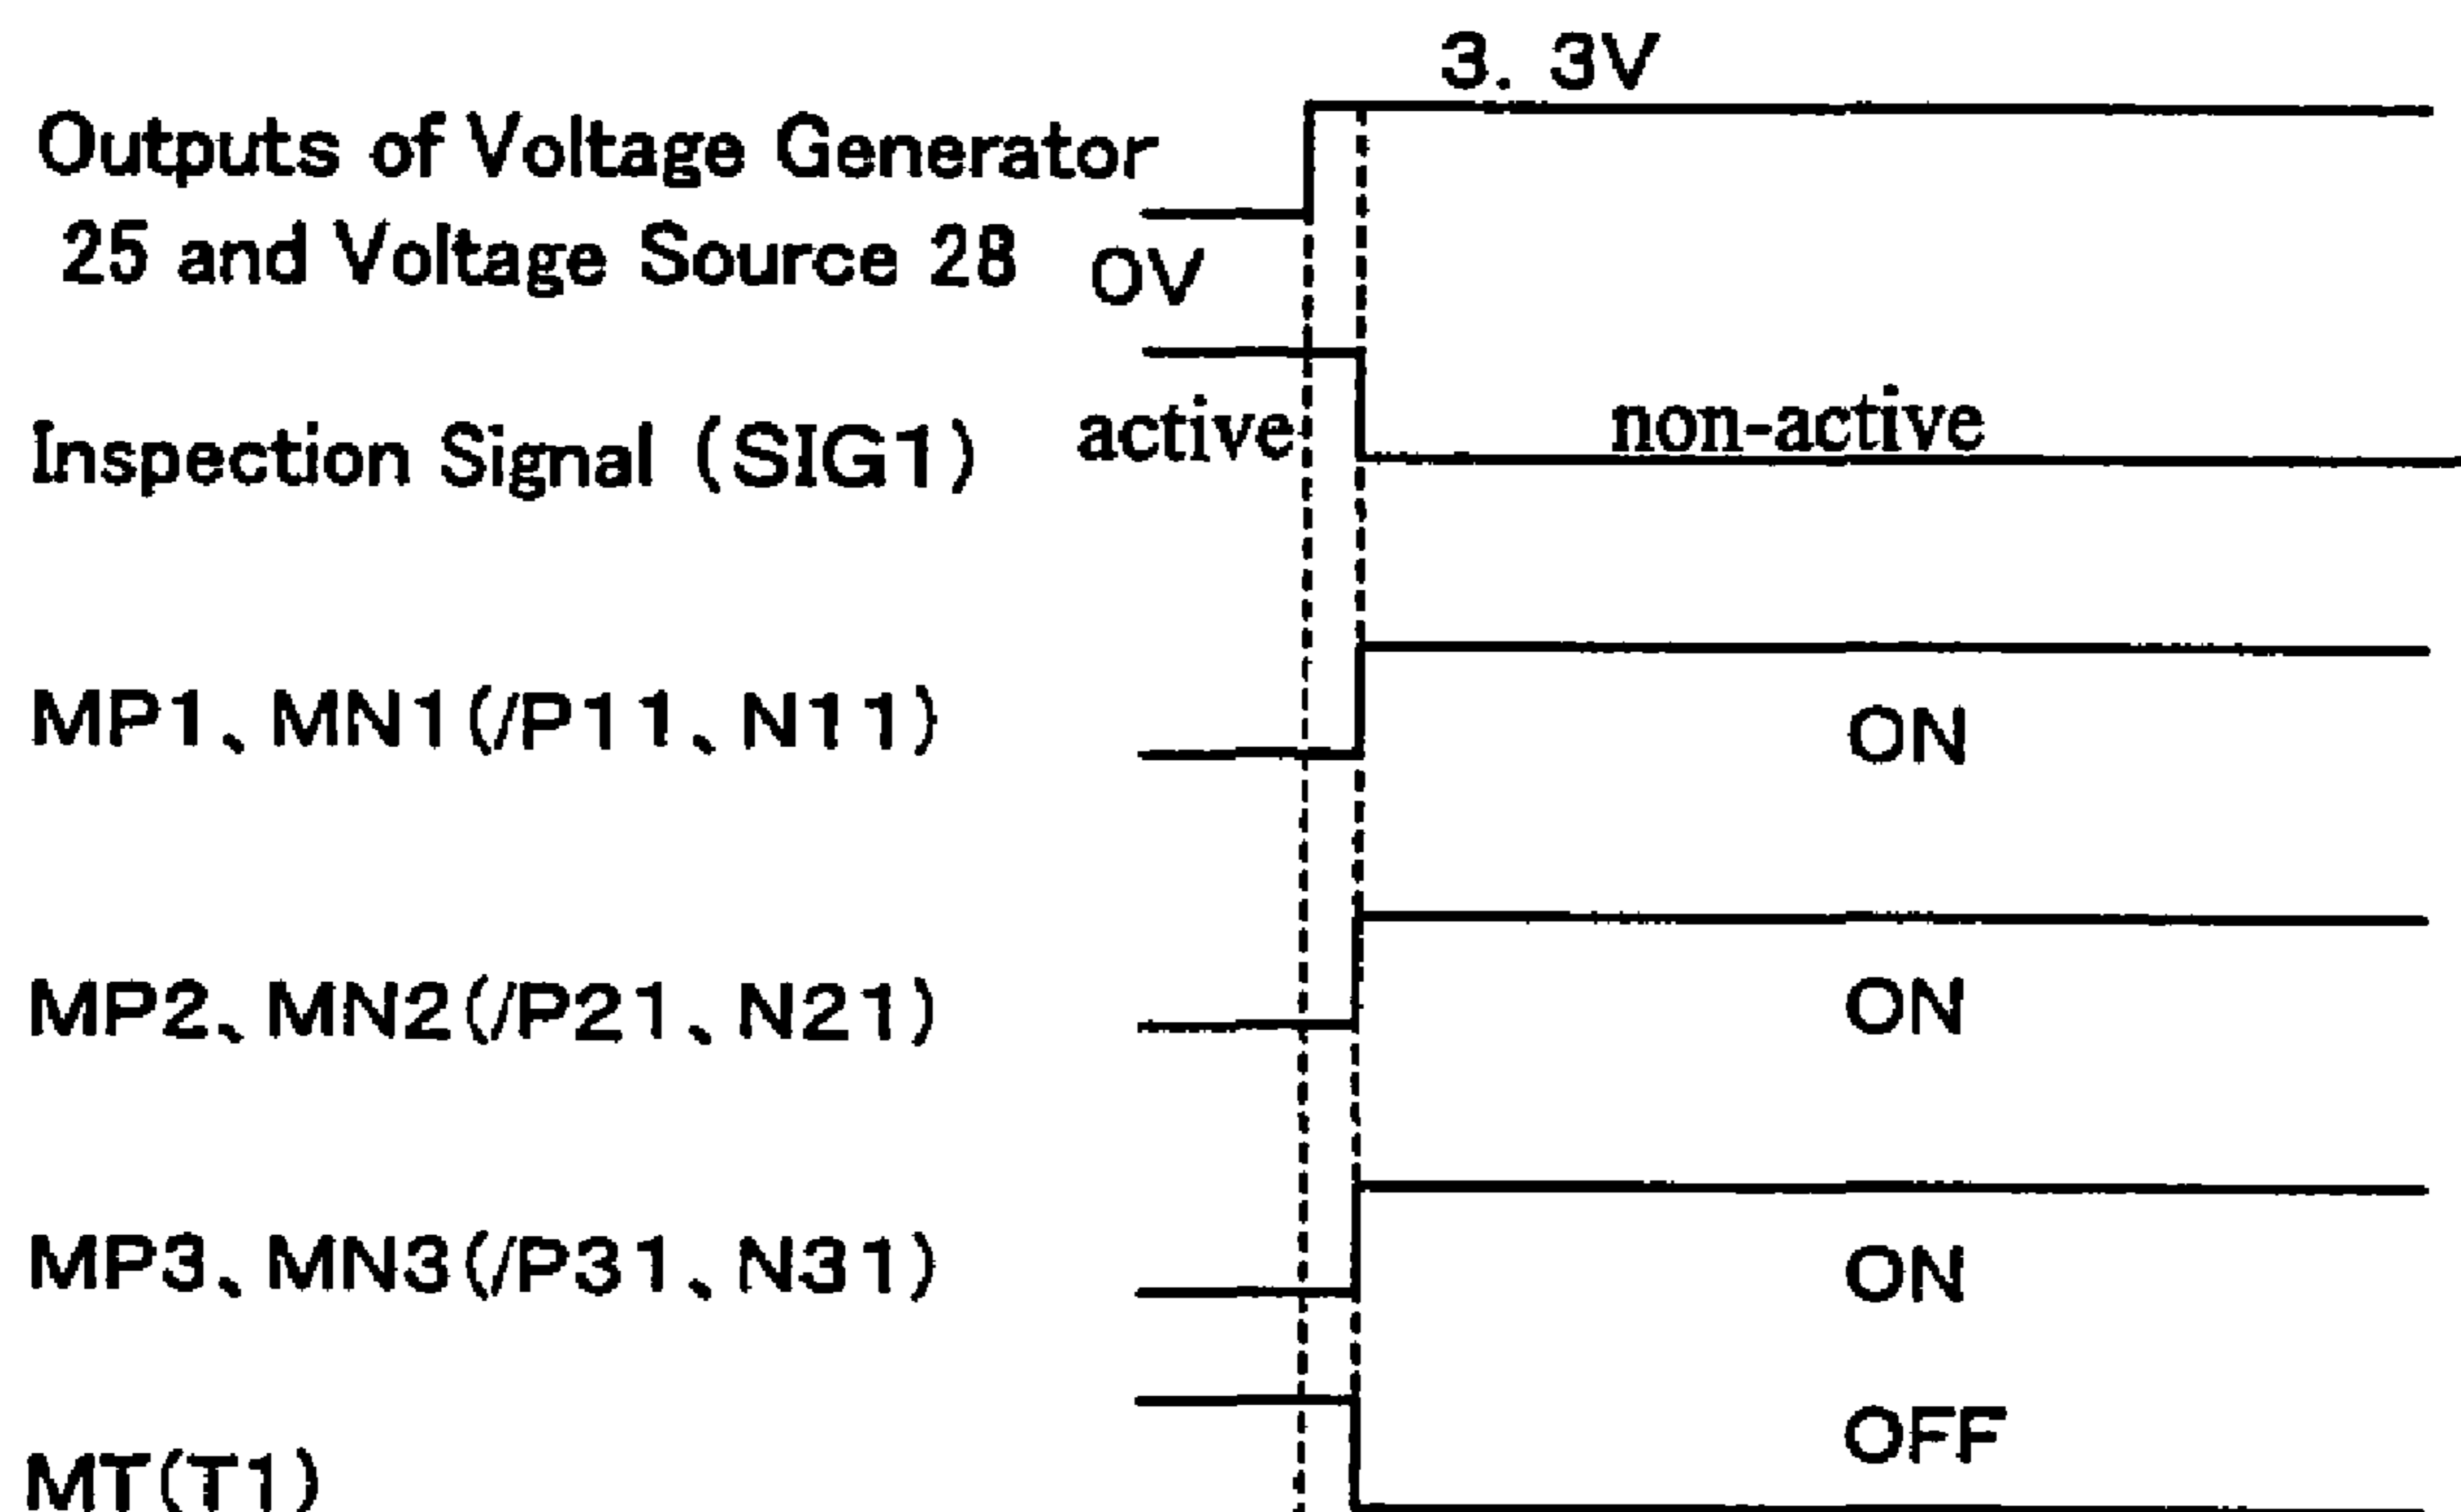 3. 3V
Outputs of Voltage Generator
25 and Voltage Source 28
0V
Inspection Signal (SIG1)
active
non-active
MP1、MN1(/P11、N11)
ON
MP2、MN2(/P21、N21)
ON
MP3、MN3(/P31、N31)
ON
OFF
MT(T1)